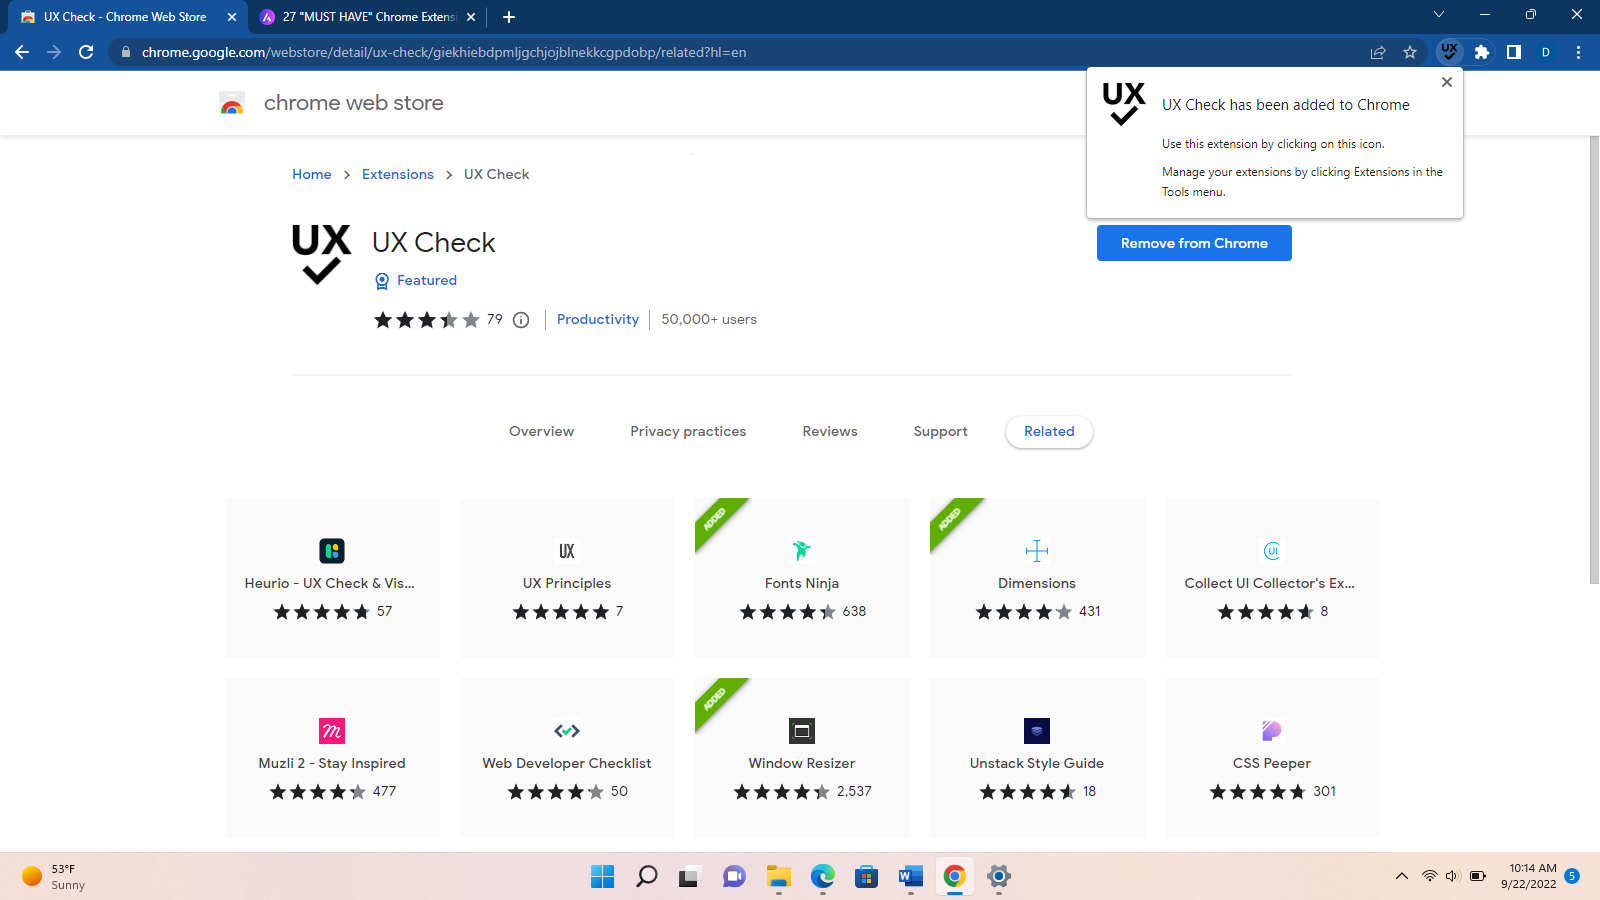 UX Check - Chrome Web Store
27 "MUST HAVE" Chrome Extensi
chrome.google.com/webstore/detail/ux-check/giekhiebdpmljgchjojblnekkcgpdobp/related?hl=en
UX
D
chrome web store
UX
UX Check has been added to Chrome
Use this extension by clicking on this icon.
Manage your extensions by clicking Extensions in the
Tools menu.
Home > Extensions > UX Check
UX
UX Check
Remove from Chrome
Featured
79
Productivity
50,000+ users
Overview
Privacy practices
Reviews
Support
Related
ADDED
ADDED
UX
UI
Heurio - UX Check & Vis...
UX Principles
Fonts Ninja
Dimensions
Collect UI Collector's Ex...
57
7
638
431
8
ADDED
m
Muzli 2 - Stay Inspired
Web Developer Checklist
Window Resizer
Unstack Style Guide
CSS Peeper
477
50
2,537
18
301
53°F
Sunny
W
10:14 AM
9/22/2022
5